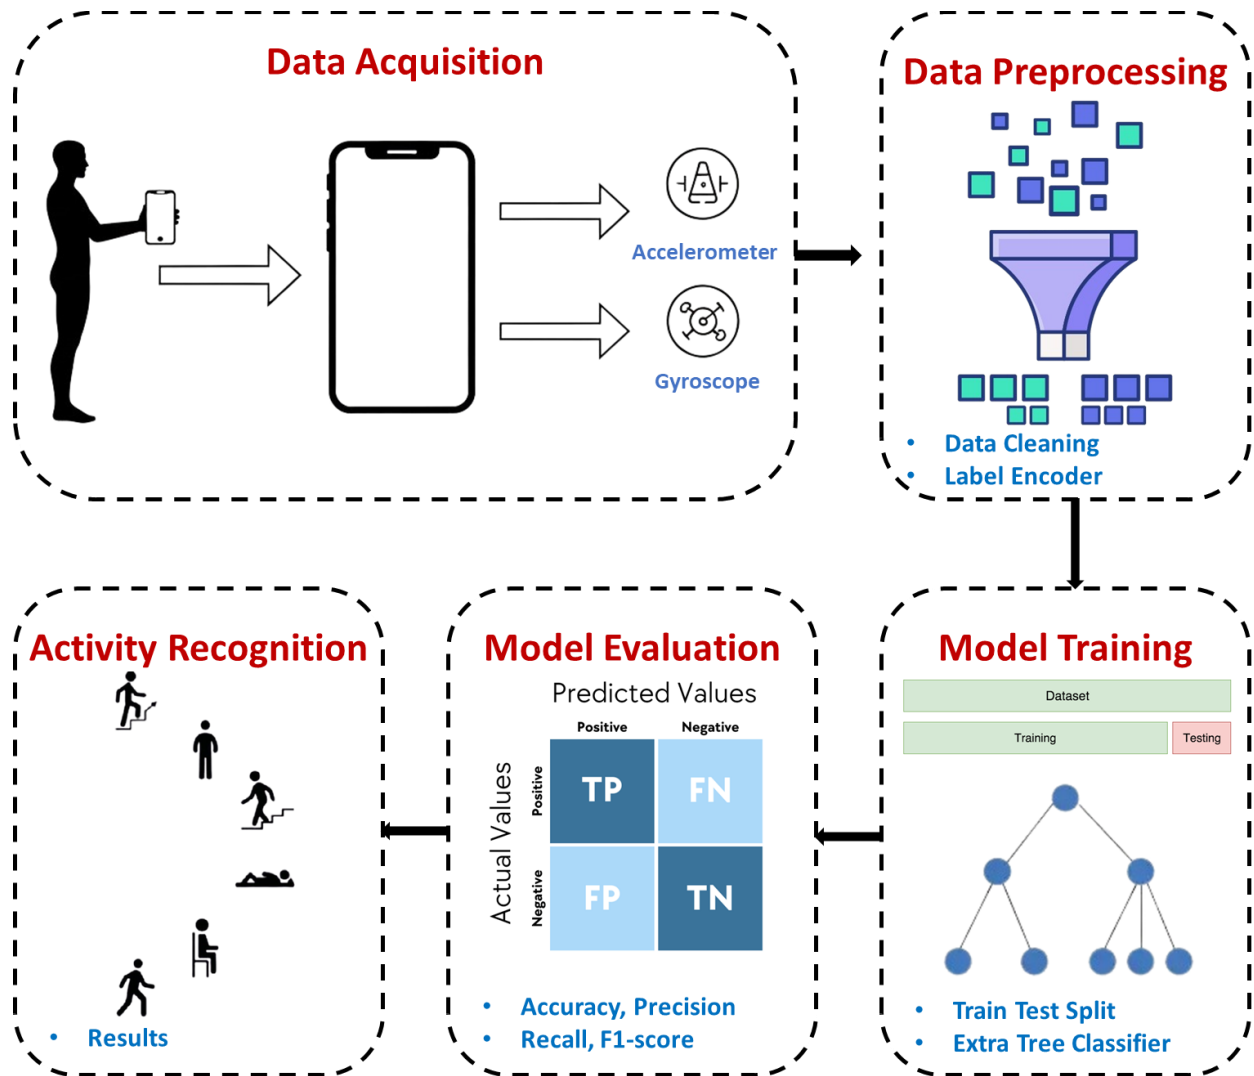 Data Acquisition
Accelerometer
Gyroscope
Data Preprocessing
• Data Cleaning
• Label Encoder
Activity Recognition
• Results
Model Evaluation
Predicted Values
Positive Negative
Actual Values
Positive
Negative
TP FN
FP TN
• Accuracy, Precision
• Recall, F1-score
Model Training
Dataset
Training Testing
• Train Test Split
• Extra Tree Classifier